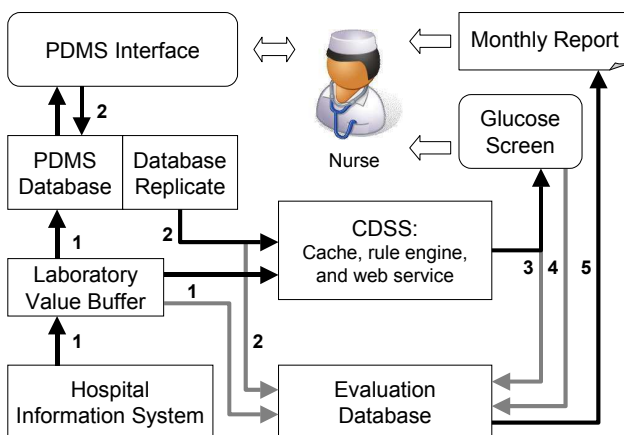 PDMS Interface
Monthly Report
2
Glucose
Screen
PDMS
Database
Database
Replicate
Nurse
1
2
CDSS:
Cache, rule engine,
and web service
3
4
5
Laboratory
Value Buffer
1
1
2
Hospital
Information System
Evaluation
Database